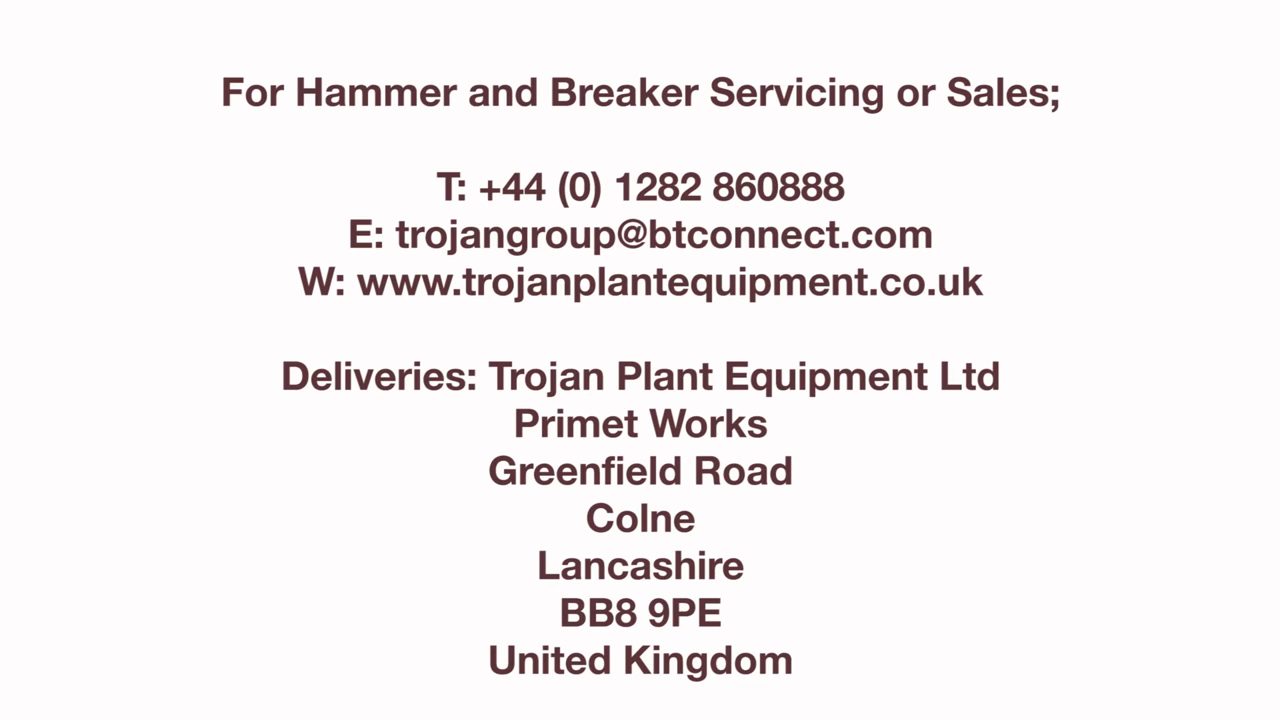 For Hammer and Breaker Servicing or Sales;
T: +44 (0) 1282 860888
E: trojangroup@btconnect.com
W: www.trojanplantequipment.co.uk
Deliveries: Trojan Plant Equipment Ltd
Primet Works
Greenfield Road
Colne
Lancashire
BB8 9PE
United Kingdom